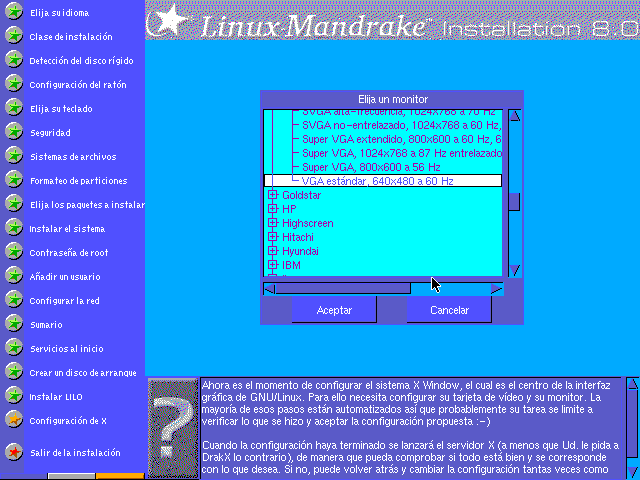 Linux Mandrake™ Installation 8.0
Elija su idioma
Clase de instalación
Detección del disco rígido
Configuración del ratón
Elija su teclado
Seguridad
Sistemas de archivos
Formateo de particiones
Elija los paquetes a instalar
Instalar el sistema
Contraseña de root
Añadir un usuario
Configurar la red
Sumario
Servicios al inicio
Crear un disco de arranque
Instalar LILO
Configuración de X
Salir de la instalación
Elija un monitor
SVGA alta-frecuencia, 1024x768 a 70 Hz
SVGA no-entrelazado, 1024x768 a 60 Hz,
Super VGA extendido, 800x600 a 60 Hz, 6
Super VGA, 1024x768 a 87 Hz entrelazado
Super VGA, 800x600 a 56 Hz
VGA estándar, 640x480 a 60 Hz
Goldstar
HP
Highscreen
Hitachi
Hyundai
IBM
Aceptar
Cancelar
Ahora es el momento de configurar el sistema X Window, el cual es el centro de la interfaz
gráfica de GNU/Linux. Para ello necesita configurar su tarjeta de vídeo y su monitor. La
mayoría de esos pasos están automatizados así que probablemente su tarea se limite a
verificar lo que se hizo y aceptar la configuración propuesta :-)
Cuando la configuración haya terminado se lanzará el servidor X (a menos que Ud. le pida a
DrakX lo contrario), de manera que pueda comprobar si todo está bien y se corresponde
con lo que desea. Si no, puede volver atrás y cambiar la configuración tantas veces como